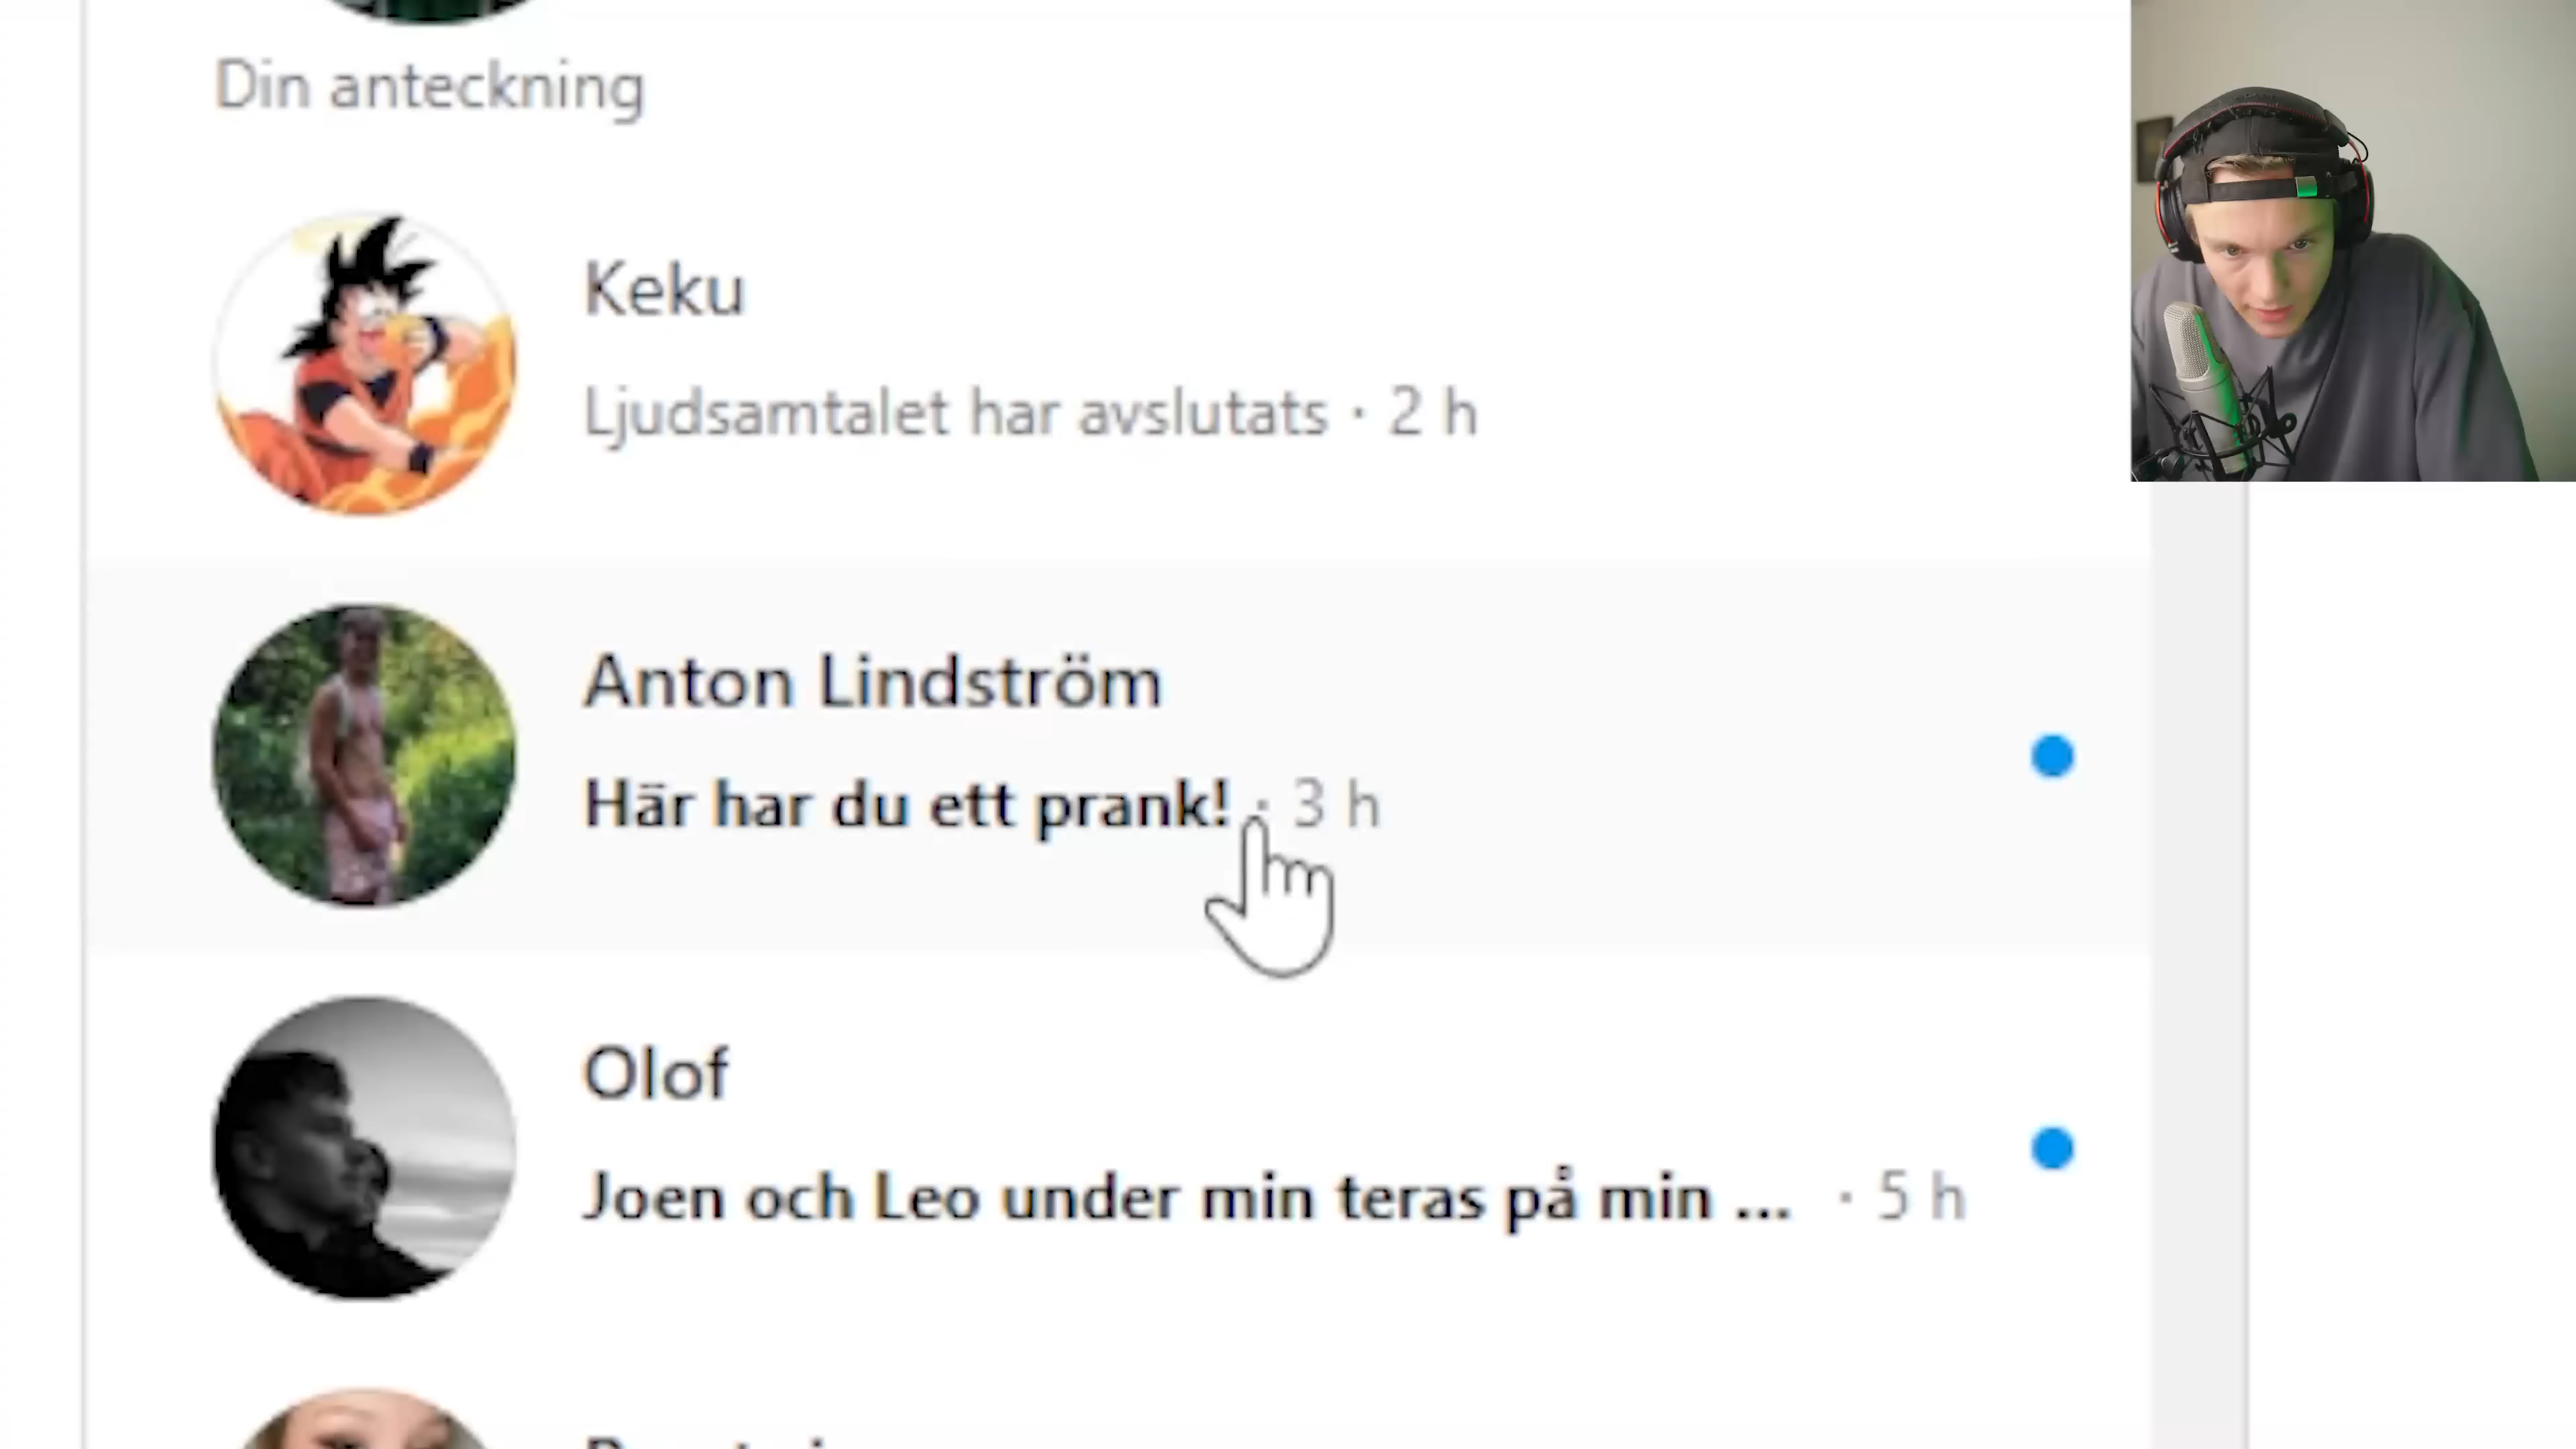 Din anteckning
Keku
Ljudsamtalet har avslutats · 2 h
Anton Lindström
Här har du ett prank! · 3 h
Olof
Joen och Leo under min teras på min ... · 5 h